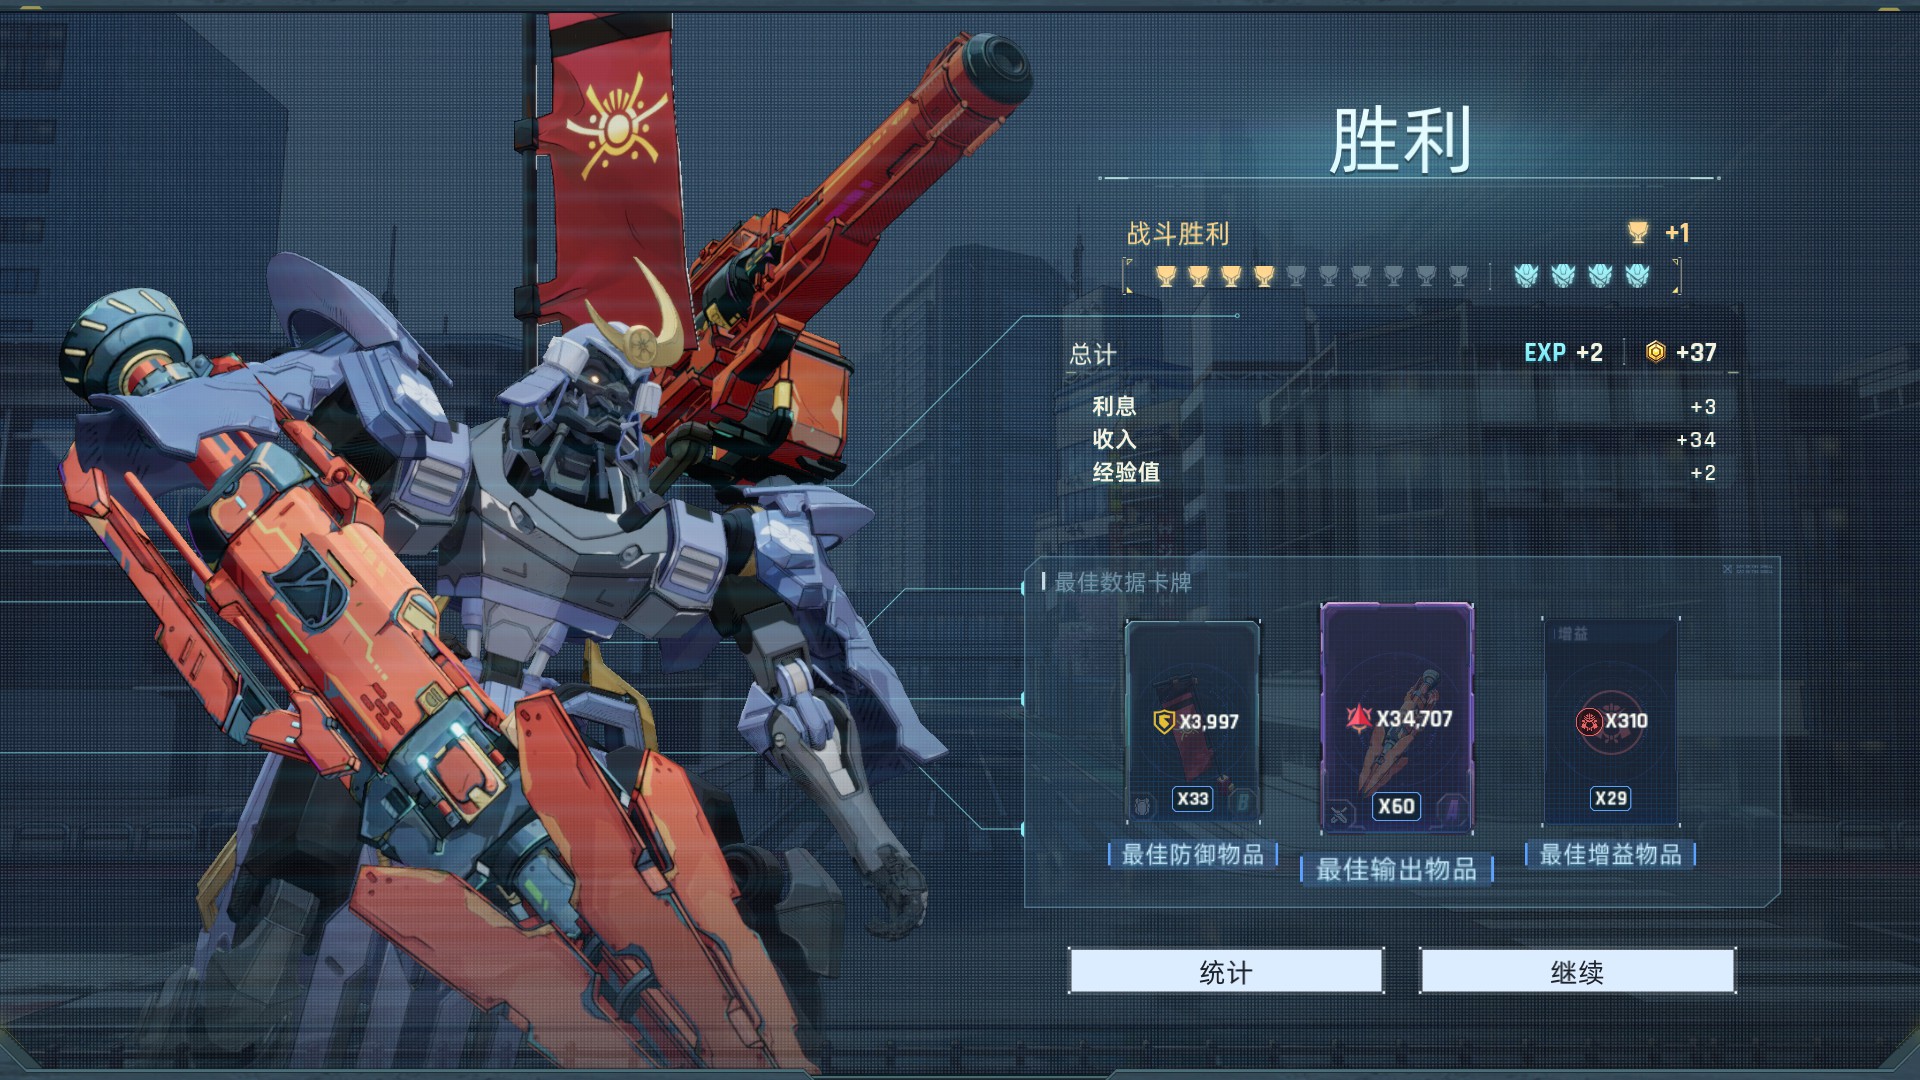 胜利
战斗胜利 +1
总计 EXP +2 +37
利息 +3
收入 +34
经验值 +2
最佳数据卡牌
增益
X3,997
X34,707
X310
X33
X60
X29
B
A
最佳防御物品
最佳输出物品
最佳增益物品
统计
继续